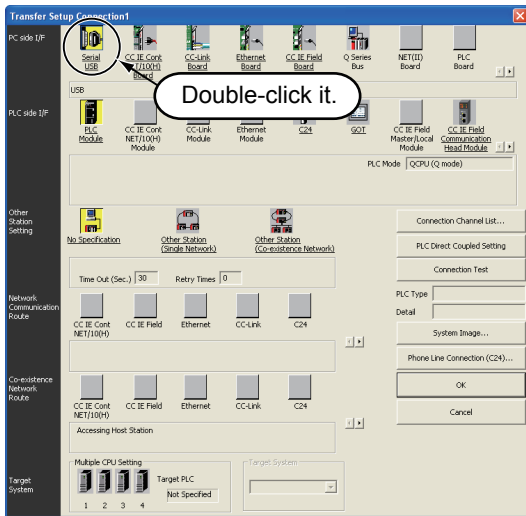 Transfer Setup Connection1
PC side I/F
Serial
USB
CC IE Cont
NET/10(H)
Board
CC-Link
Board
Ethernet
Board
CC IE Field
Board
Q Series
Bus
NET(II)
Board
PLC
Board
USB
Double-click it.
PLC side I/F
PLC
Module
CC IE Cont
NET/10(H)
Module
CC-Link
Module
Ethernet
Module
C24
GOT
CC IE Field
Master/Local
Module
CC IE Field
Communication
Head Module
PLC Mode QCPU (Q mode)
Other
Station
Setting
No Specification
Other Station
(Single Network)
Other Station
(Co-existence Network)
Time Out (Sec.) 30 Retry Times 0
Connection Channel List...
PLC Direct Coupled Setting
Connection Test
PLC Type
Detail
System Image...
Phone Line Connection (C24)...
OK
Cancel
Network
Communication
Route
CC IE Cont
NET/10(H)
CC IE Field
Ethernet
CC-Link
C24
Co-existence
Network
Route
CC IE Cont
NET/10(H)
CC IE Field
Ethernet
CC-Link
C24
Accessing Host Station
Target
System
Multiple CPU Setting
1 2 3 4
Target PLC
Not Specified
Target System